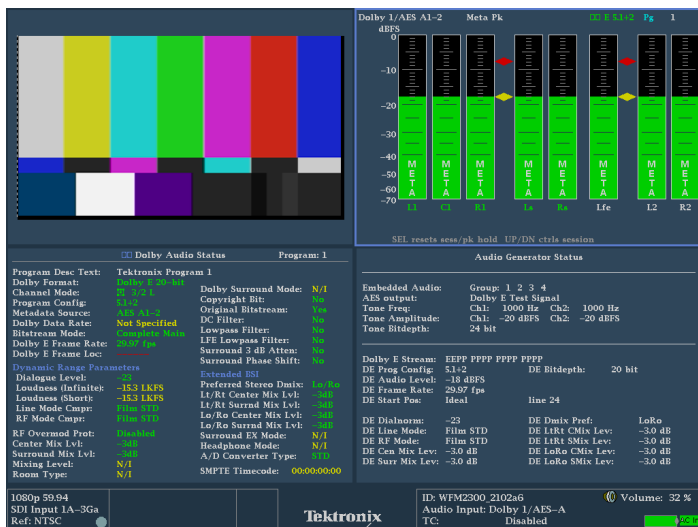 Dolby 1/AES A1-2 Meta Pk E 5.1+2 Pg 1
dBFS
0
-10
-20
-30
-40
-50
-60
-70
META META META META META META META META
L1 C1 R1 Ls Rs Lfe L2 R2
SEL resets sess/pk hold UP/DN ctrls session
Dolby Audio Status Program: 1
Program Desc Text: Tektronix Program 1
Dolby Format: Dolby E 20-bit
Channel Mode: 3/2 L
Program Config: 5.1+2
Metadata Source: AES A1-2
Dolby Data Rate: Not Specified
Bitstream Mode: Complete Main
Dolby E Frame Rate: 29.97 fps
Dolby E Frame Loc: --------
Dynamic Range Parameters
Dialogue Level: -23
Loudness (Infinite): -15.3 LKFS
Loudness (Short): -15.3 LKFS
Line Mode Cmpr: Film STD
RF Mode Cmpr: Film STD
RF Overmod Prot: Disabled
Center Mix Lvl: -3dB
Surround Mix Lvl: -3dB
Mixing Level: N/I
Room Type: N/I
Dolby Surround Mode: N/I
Copyright Bit: No
Original Bitstream: Yes
DC Filter: No
Lowpass Filter: No
LFE Lowpass Filter: No
Surround 3 dB Atten: No
Surround Phase Shift: No
Extended BSI
Preferred Stereo Dmix: Lo/Ro
Lt/Rt Center Mix Lvl: -3dB
Lt/Rt Surrnd Mix Lvl: -3dB
Lo/Ro Center Mix Lvl: -3dB
Lo/Ro Surrnd Mix Lvl: -3dB
Surround EX Mode: N/I
Headphone Mode: N/I
A/D Converter Type: STD
SMPTE Timecode: 00:00:00:00
Audio Generator Status
Embedded Audio: Group: 1 2 3 4
AES output: Dolby E Test Signal
Tone Freq: Ch1: 1000 Hz Ch2: 1000 Hz
Tone Amplitude: Ch1: -20 dBFS Ch2: -20 dBFS
Tone Bitdepth: 24 bit
Dolby E Stream: EEPP PPPP PPPP PPPP
DE Prog Config: 5.1+2 DE Bitdepth: 20 bit
DE Audio Level: -18 dBFS
DE Frame Rate: 29.97 fps
DE Start Pos: Ideal line 24
DE Dialnorm: -23 DE Dmix Pref: LoRo
DE Line Mode: Film STD DE LtRt CMix Lev: -3.0 dB
DE RF Mode: Film STD DE LtRt SMix Lev: -3.0 dB
DE Cen Mix Lev: -3.0 dB DE LoRo CMix Lev: -3.0 dB
DE Surr Mix Lev: -3.0 dB DE LoRo SMix Lev: -3.0 dB
1080p 59.94
SDI Input 1A-3Ga
Ref: NTSC
Tektronix
ID: WFM2300_2102a6 Volume: 32 %
Audio Input: Dolby 1/AES-A
TC: Disabled